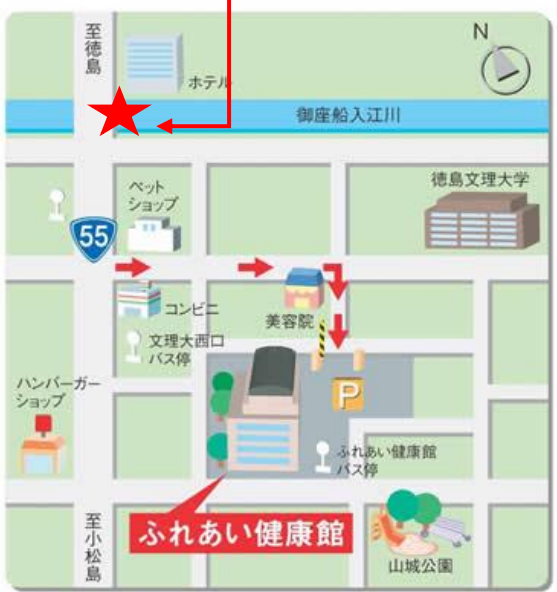 至徳島
N
ホテル
御座船入江川
徳島文理大学
ペット
ショップ
55
コンビニ
美容院
文理大西口
バス停
ハンバーガー
ショップ
P
ふれあい健康館
バス停
ふれあい健康館
至小松島
山城公園